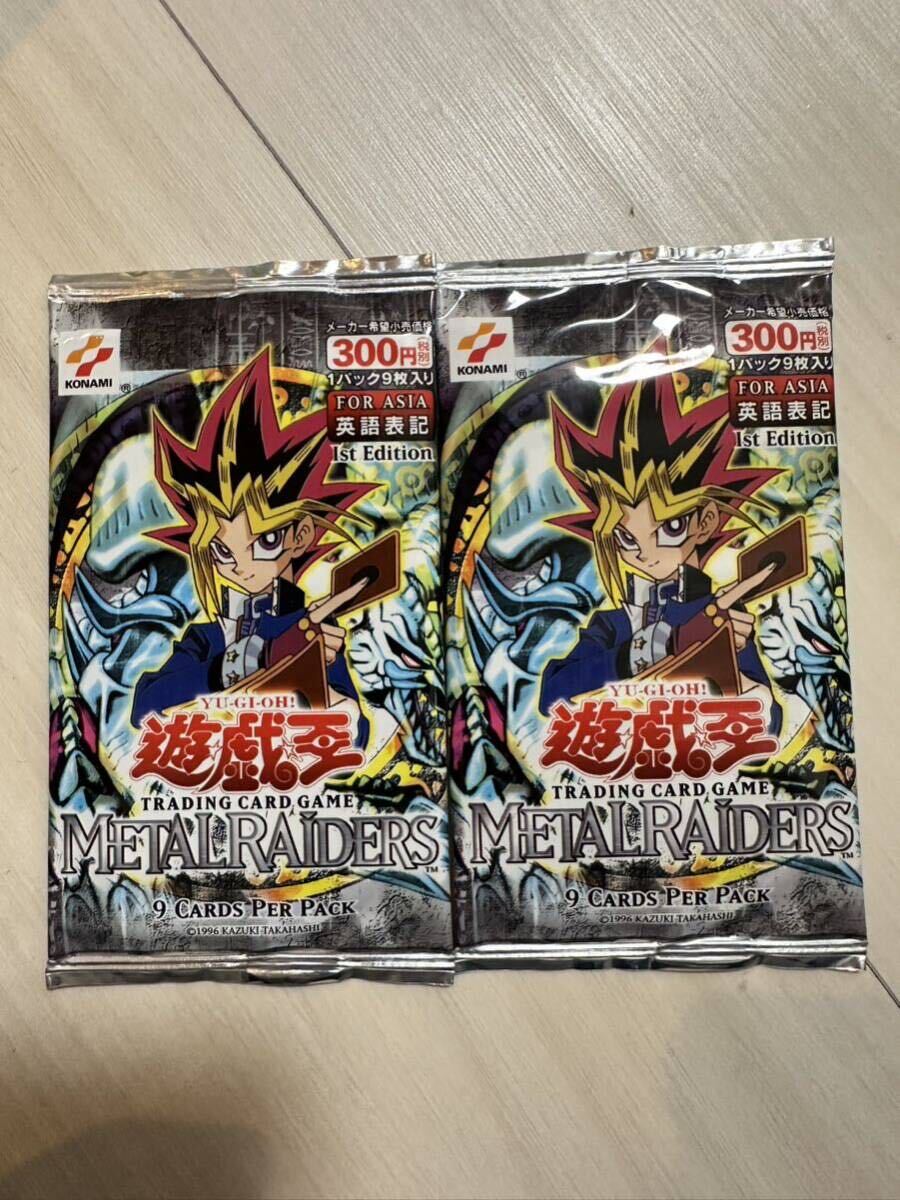 KONAMI
®
メーカー希望小売価格
300円(税別)
1パック9枚入り
FOR ASIA
英語表記
1st Edition
YU-GI-OH!
遊戯王
TRADING CARD GAME
METAL RAIDERS™
9 CARDS PER PACK
©1996 KAZUKI TAKAHASHI
KONAMI
®
メーカー希望小売価格
300円(税別)
1パック9枚入り
FOR ASIA
英語表記
1st Edition
YU-GI-OH!
遊戯王
TRADING CARD GAME
METAL RAIDERS™
9 CARDS PER PACK
©1996 KAZUKI TAKAHASHI